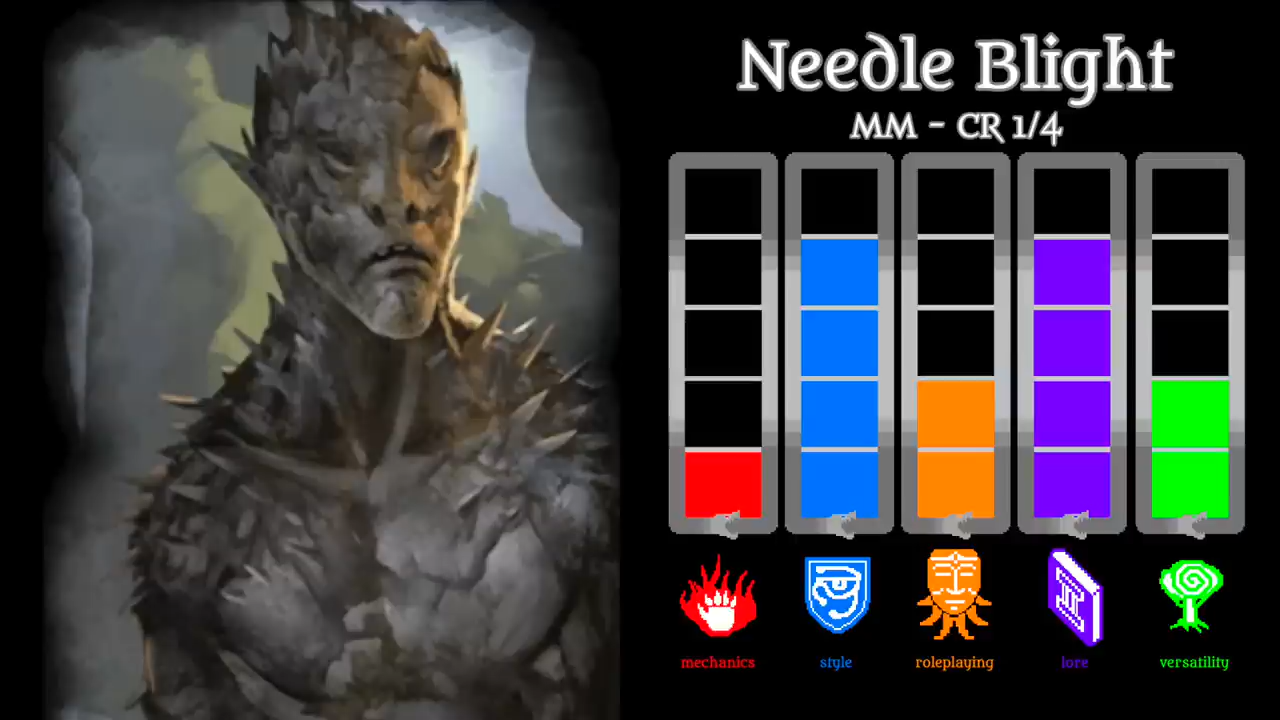 Needle Blight
MM - CR 1/4
mechanics
style
roleplaying
lore
versatility